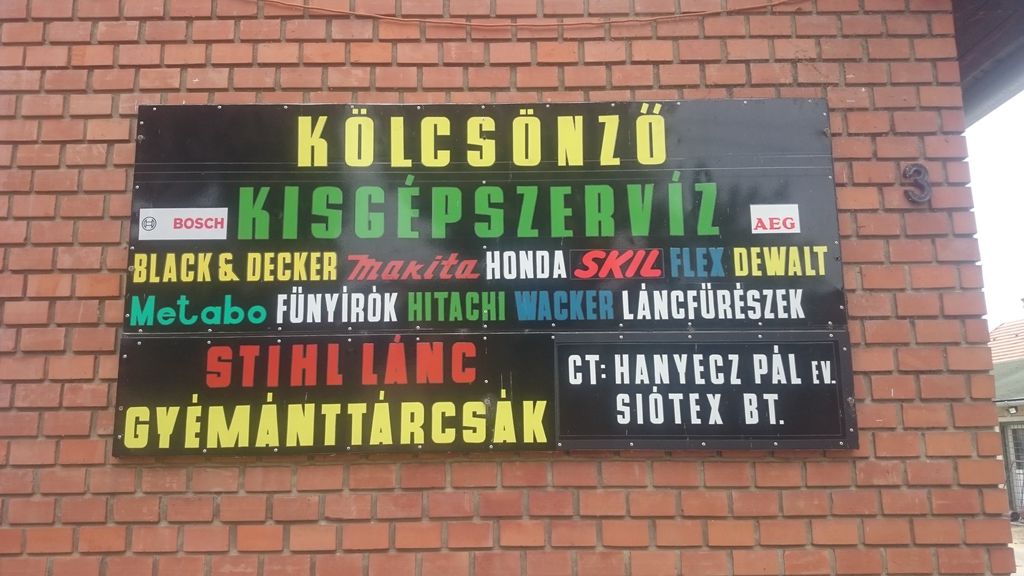 KÖLCSÖNZŐ
BOSCH KISGÉPSZERVÍZ AEG
3
BLACK & DECKER makita HONDA SKIL FLEX DEWALT
Metabo FŰNYÍRÓK HITACHI WACKER LÁNCFŰRÉSZEK
STIHL LÁNC
GYÉMÁNTTÁRCSÁK
CT: HANYECZ PÁL EV.
SIÓTEX BT.